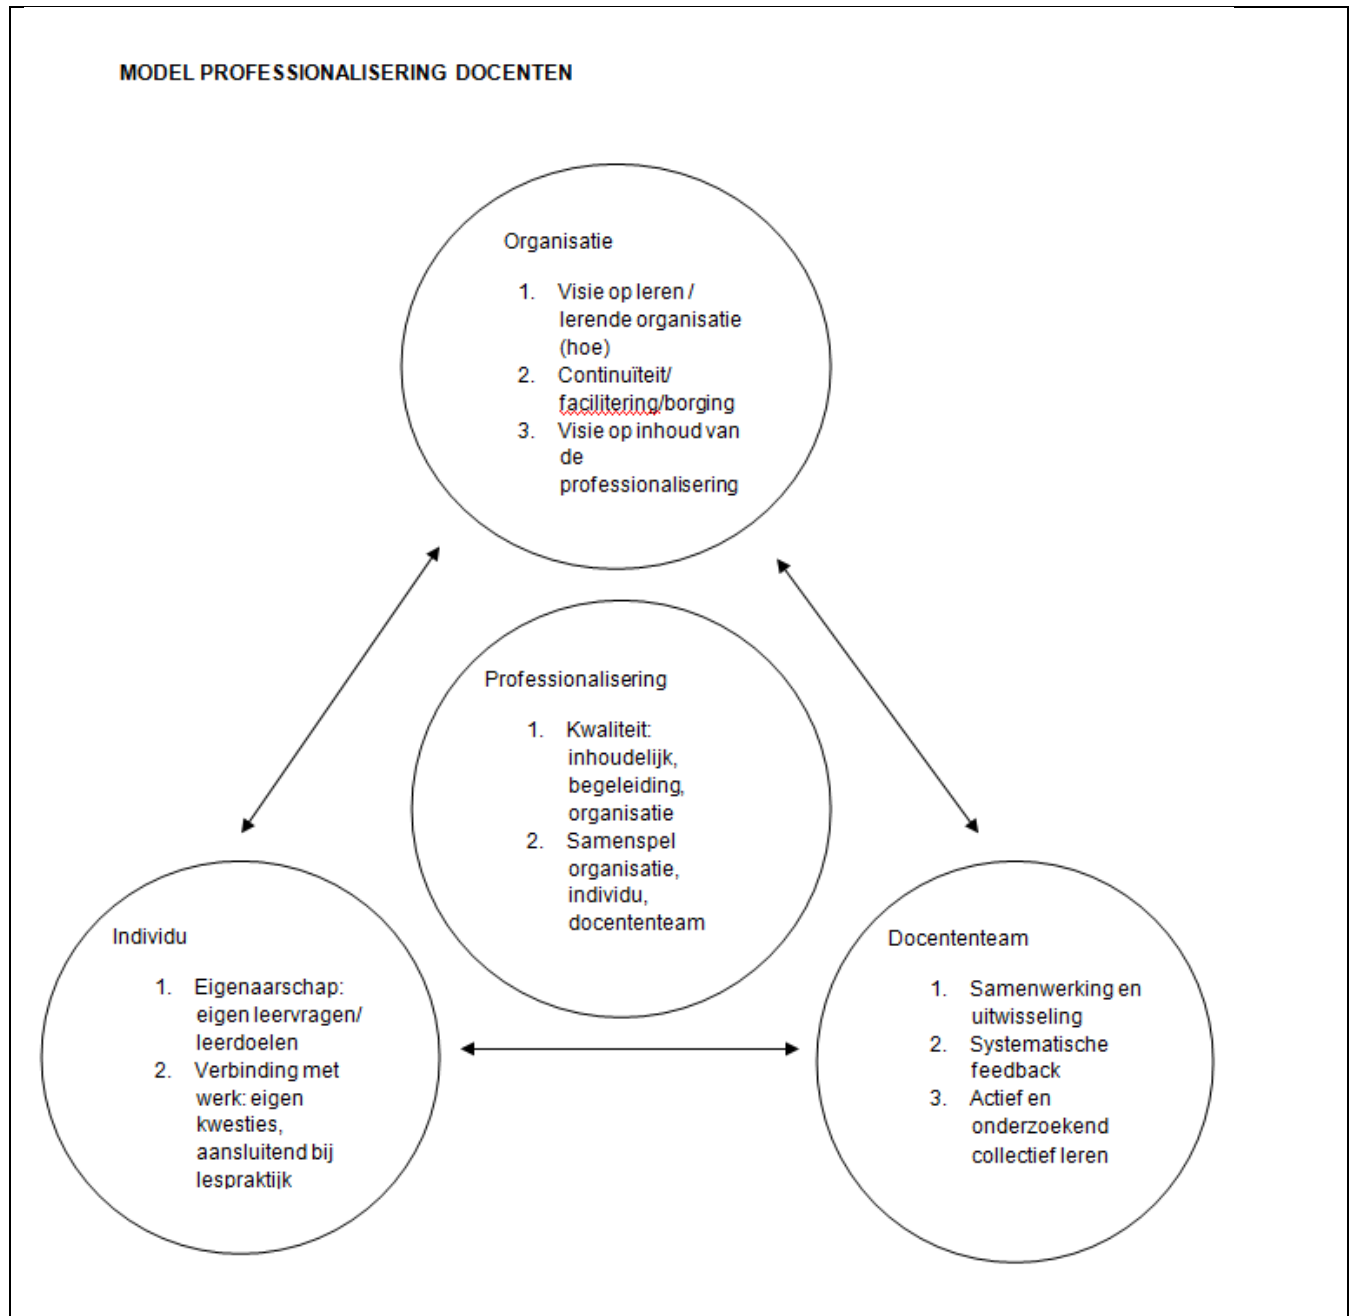 MODEL PROFESSIONALISERING DOCENTEN
Organisatie
1. Visie op leren /
lerende organisatie
(hoe)
2. Continuïteit/
facilitering/borging
3. Visie op inhoud van
de
professionalisering
Professionalisering
1. Kwaliteit:
inhoudelijk,
begeleiding,
organisatie
2. Samenspel
organisatie,
individu,
docententeam
Individu
1. Eigenaarschap:
eigen leervragen/
leerdoelen
2. Verbinding met
werk: eigen
kwesties,
aansluitend bij
lespraktijk
Docententeam
1. Samenwerking en
uitwisseling
2. Systematische
feedback
3. Actief en
onderzoekend
collectief leren